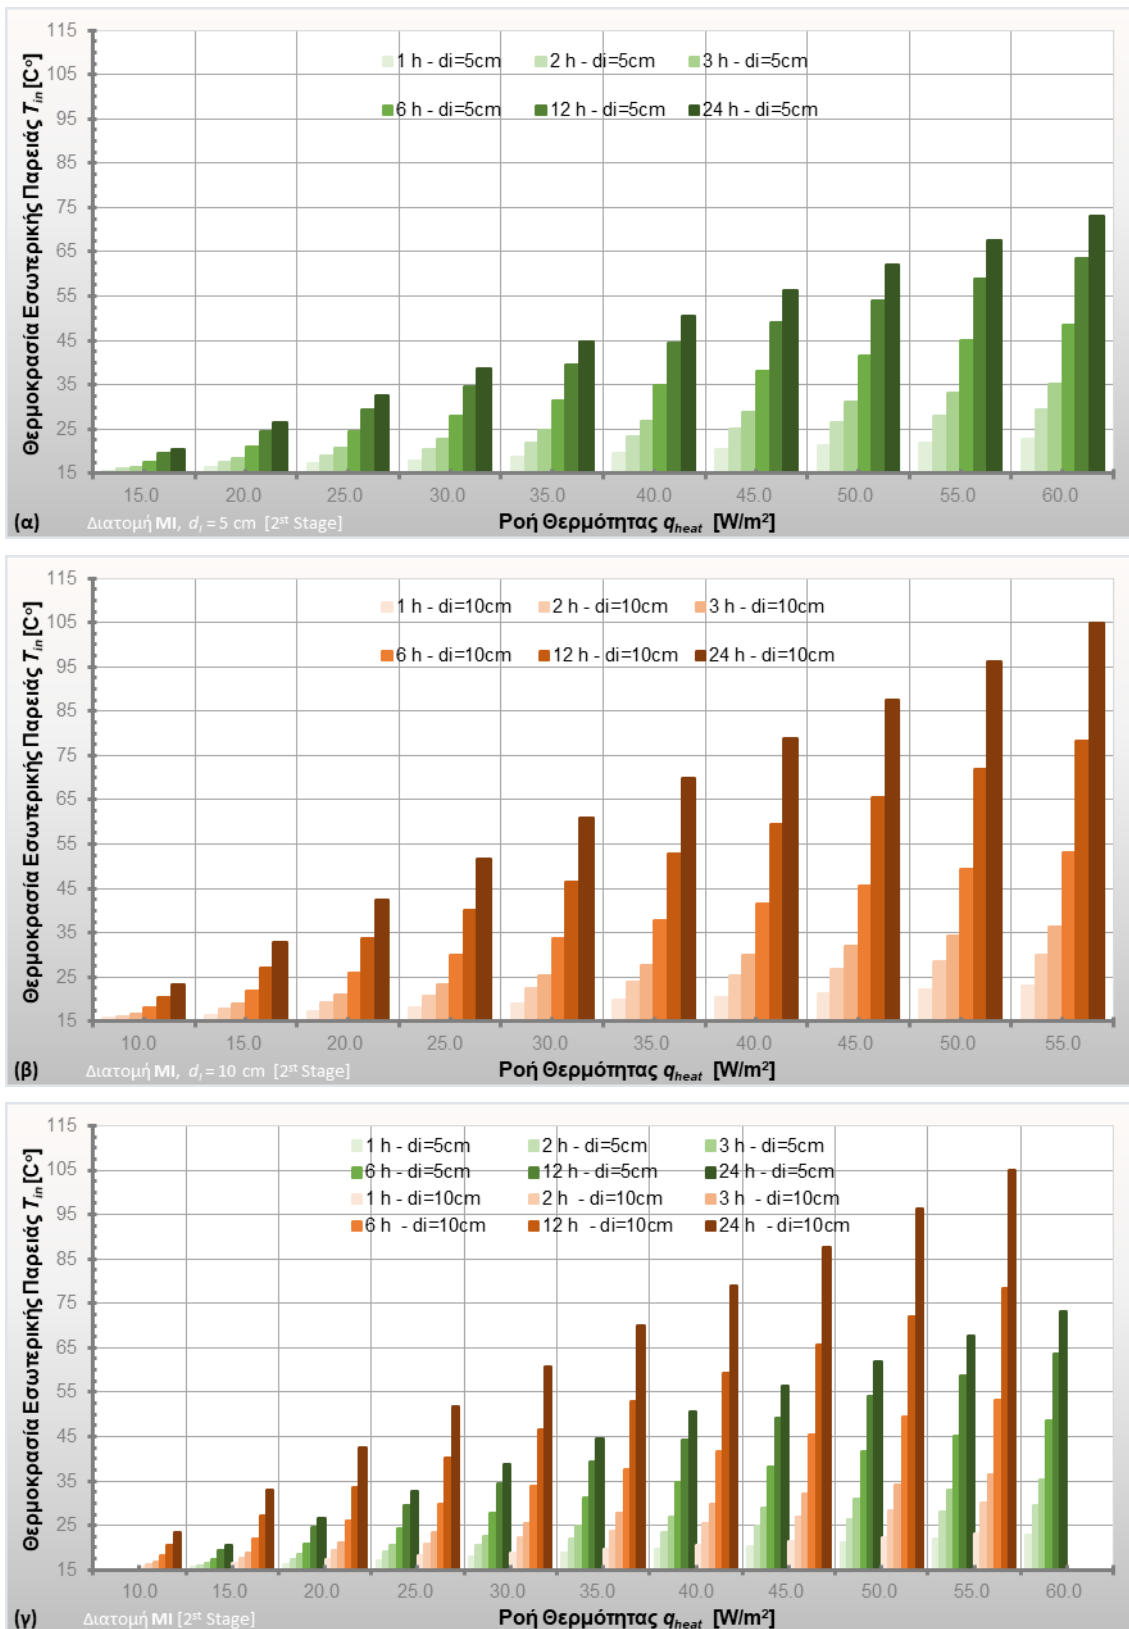 115
105
95
85
75
65
55
45
35
25
15
Θερμοκρασία Εσωτερικής Παρειάς T_in [C°]
1 h - di=5cm 2 h - di=5cm 3 h - di=5cm
6 h - di=5cm 12 h - di=5cm 24 h - di=5cm
15.0 20.0 25.0 30.0 35.0 40.0 45.0 50.0 55.0 60.0
(α) Διατομή MI, d_i = 5 cm [2st Stage] Ροή Θερμότητας q_heat [W/m²]
115
105
95
85
75
65
55
45
35
25
15
Θερμοκρασία Εσωτερικής Παρειάς T_in [C°]
1 h - di=10cm 2 h - di=10cm 3 h - di=10cm
6 h - di=10cm 12 h - di=10cm 24 h - di=10cm
10.0 15.0 20.0 25.0 30.0 35.0 40.0 45.0 50.0 55.0
(β) Διατομή MI, d_i = 10 cm [2st Stage] Ροή Θερμότητας q_heat [W/m²]
115
105
95
85
75
65
55
45
35
25
15
Θερμοκρασία Εσωτερικής Παρειάς T_in [C°]
1 h - di=5cm 2 h - di=5cm 3 h - di=5cm
6 h - di=5cm 12 h - di=5cm 24 h - di=5cm
1 h - di=10cm 2 h - di=10cm 3 h - di=10cm
6 h - di=10cm 12 h - di=10cm 24 h - di=10cm
10.0 15.0 20.0 25.0 30.0 35.0 40.0 45.0 50.0 55.0 60.0
(γ) Διατομή MI [2st Stage] Ροή Θερμότητας q_heat [W/m²]